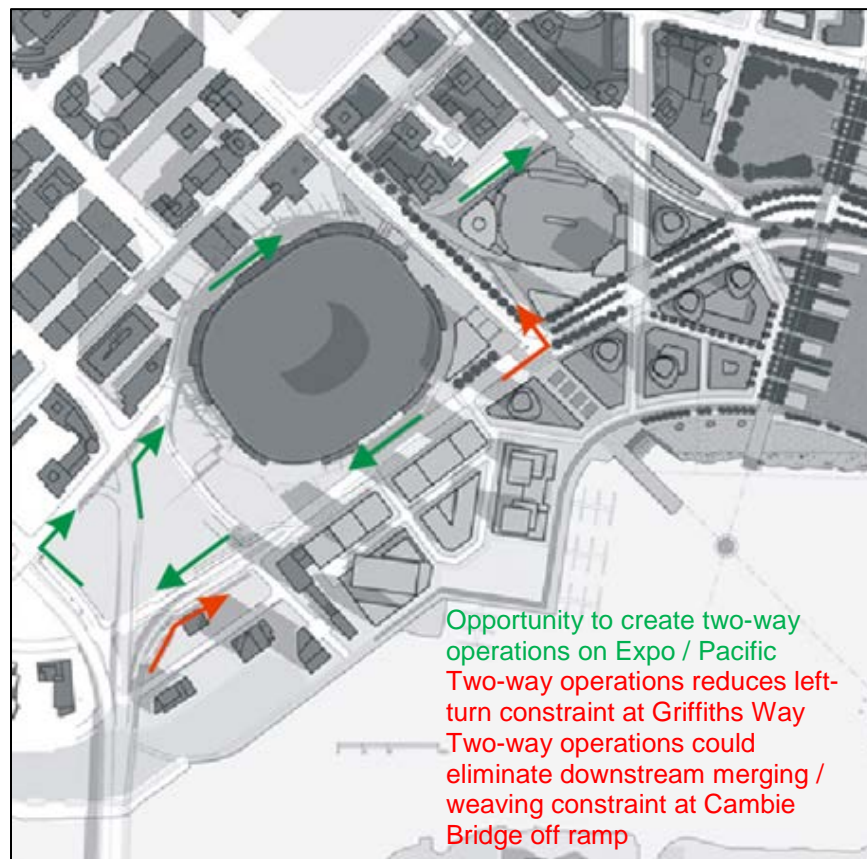 Opportunity to create two-way
operations on Expo / Pacific
Two-way operations reduces left-
turn constraint at Griffiths Way
Two-way operations could
eliminate downstream merging /
weaving constraint at Cambie
Bridge off ramp